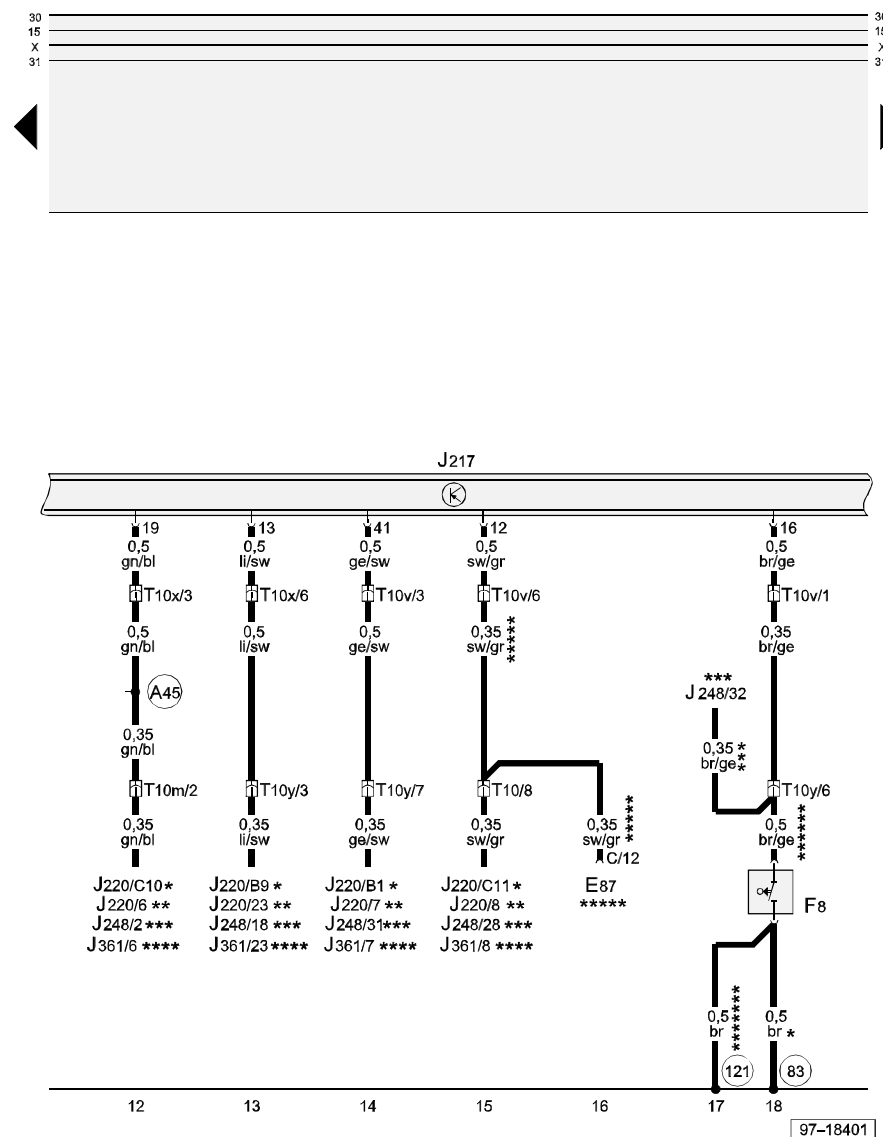 30 30
15 15
X X
31 31
J217
19 13 41 12 16
0,5 0,5 0,5 0,5 0,5
gn/bl li/sw ge/sw sw/gr br/ge
T10x/3 T10x/6 T10v/3 T10v/6 T10v/1
0,5 0,5 0,5 0,35 ***** 0,35
gn/bl li/sw ge/sw sw/gr br/ge
***
A45 J248/32
0,35 0,35 ***
gn/bl br/ge
T10m/2 T10y/3 T10y/7 T10/8 T10y/6
0,35 0,35 0,35 0,35 0,35 ***** 0,5 ******
gn/bl li/sw ge/sw sw/gr sw/gr br/ge
C/12
J220/C10* J220/B9 * J220/B1 * J220/C11* E87
J220/6 ** J220/23 ** J220/7 ** J220/8 ** *****
F8
J248/2 *** J248/18 *** J248/31*** J248/28 ***
J361/6 **** J361/23 **** J361/7 **** J361/8 ****
0,5 ******* 0,5
br br *
121 83
12 13 14 15 16 17 18
97-18401